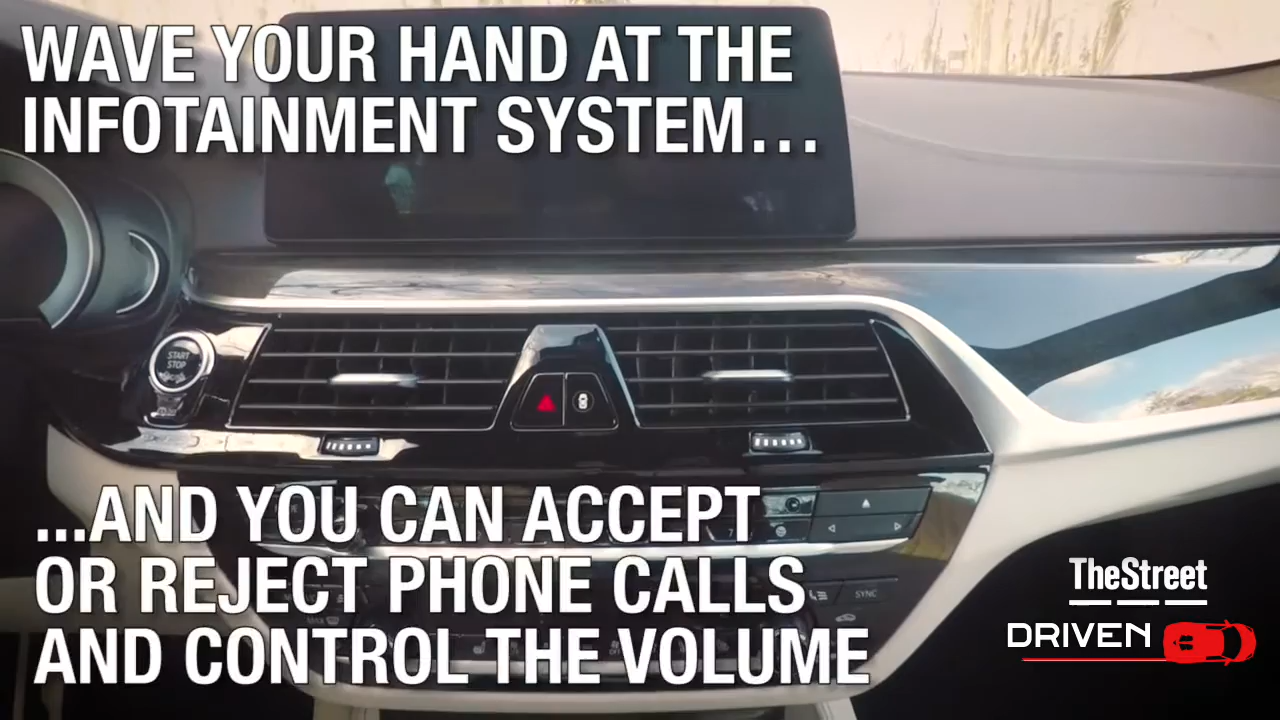 WAVE YOUR HAND AT THE
INFOTAINMENT SYSTEM...
START
STOP
...AND YOU CAN ACCEPT
OR REJECT PHONE CALLS
AND CONTROL THE VOLUME
SYNC
TheStreet
DRIVEN